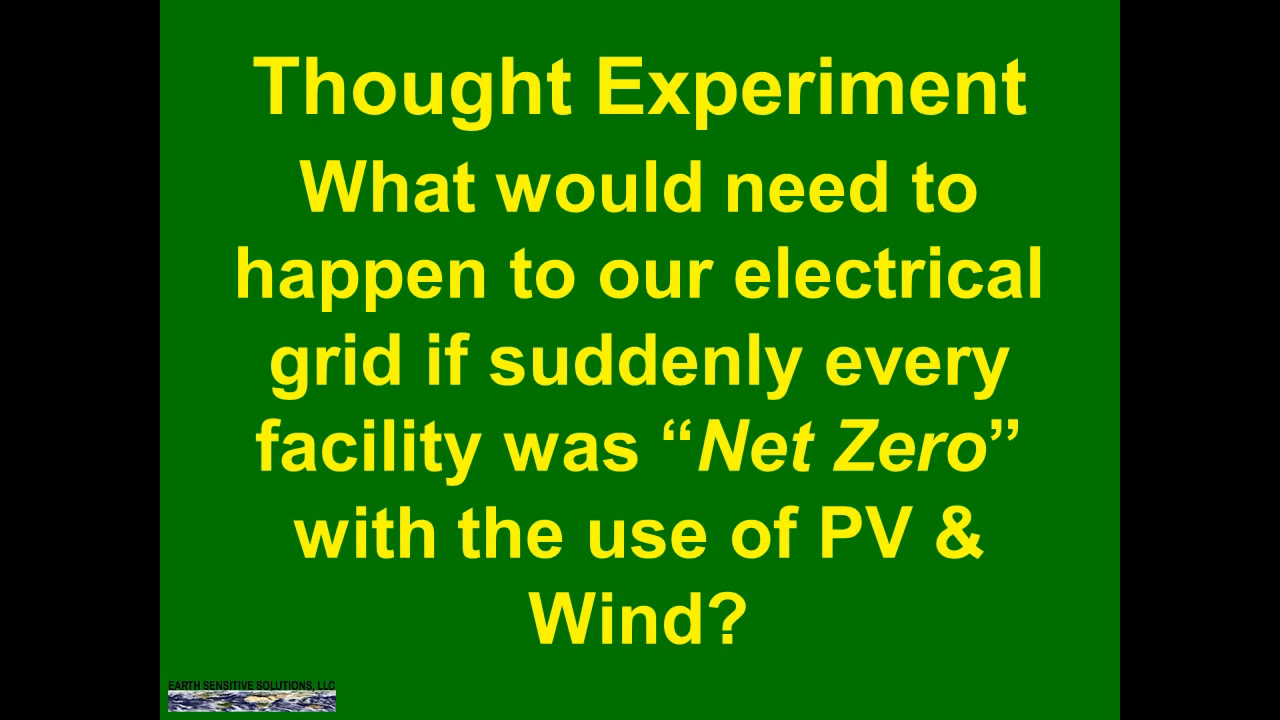 Thought Experiment
What would need to
happen to our electrical
grid if suddenly every
facility was “Net Zero”
with the use of PV &
Wind?
EARTH SENSITIVE SOLUTIONS, LLC